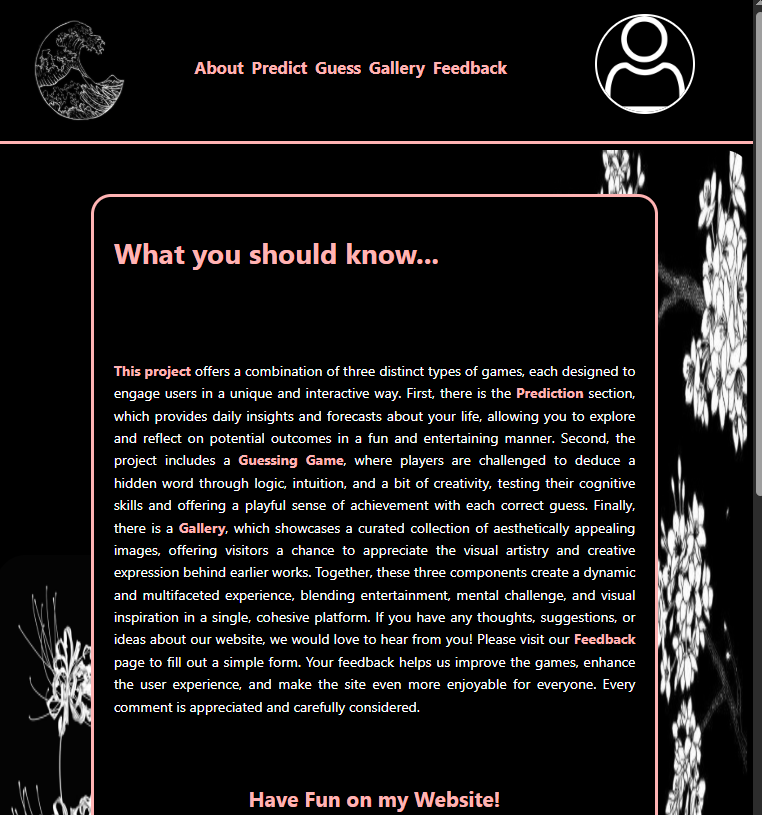 About Predict Guess Gallery Feedback
What you should know...
This project offers a combination of three distinct types of games, each designed to
engage users in a unique and interactive way. First, there is the Prediction section,
which provides daily insights and forecasts about your life, allowing you to explore
and reflect on potential outcomes in a fun and entertaining manner. Second, the
project includes a Guessing Game, where players are challenged to deduce a
hidden word through logic, intuition, and a bit of creativity, testing their cognitive
skills and offering a playful sense of achievement with each correct guess. Finally,
there is a Gallery, which showcases a curated collection of aesthetically appealing
images, offering visitors a chance to appreciate the visual artistry and creative
expression behind earlier works. Together, these three components create a dynamic
and multifaceted experience, blending entertainment, mental challenge, and visual
inspiration in a single, cohesive platform. If you have any thoughts, suggestions, or
ideas about our website, we would love to hear from you! Please visit our Feedback
page to fill out a simple form. Your feedback helps us improve the games, enhance
the user experience, and make the site even more enjoyable for everyone. Every
comment is appreciated and carefully considered.
Have Fun on my Website!